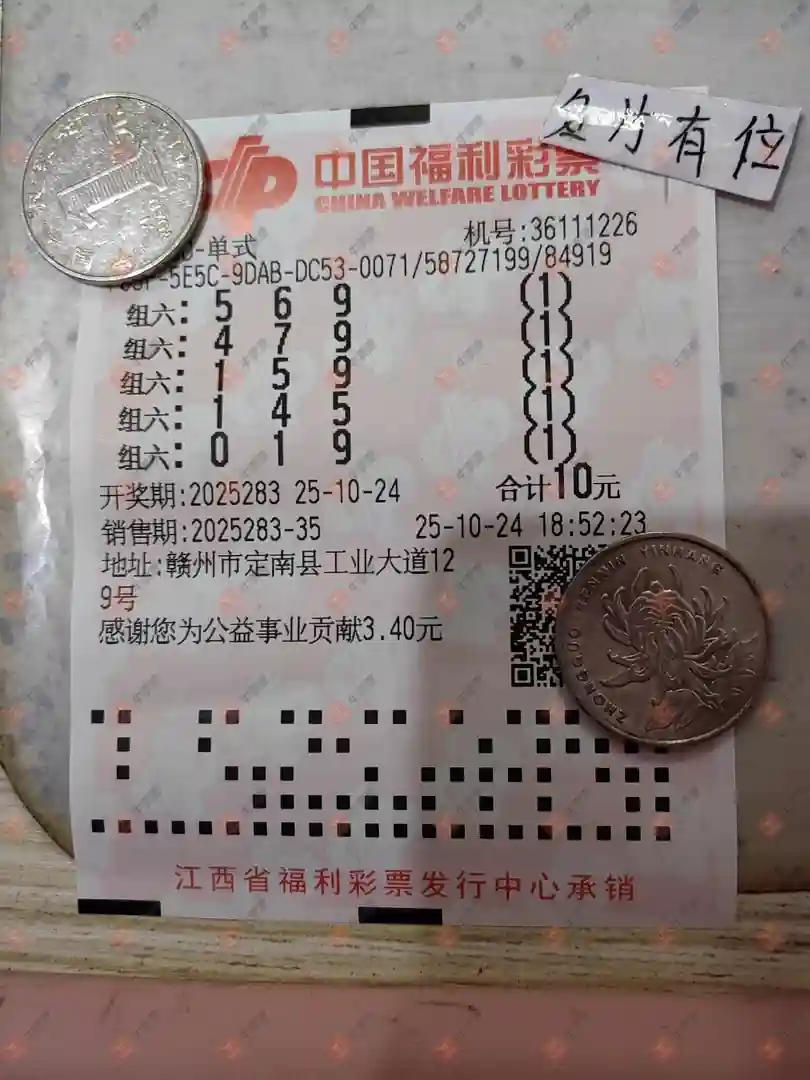 名为有位
中国福利彩票
CHINA WELFARE LOTTERY
机号:36111226
D-单式
5E5C-9DAB-DC53-0071/58727199/84919
组六: 5 6 9 (1)
组六: 4 7 9 (1)
组六: 1 5 9 (1)
组六: 1 4 5 (1)
组六: 0 1 9 (1)
开奖期:2025283 25-10-24 合计10元
销售期:2025283-35 25-10-24 18:52:23
地址:赣州市定南县工业大道12
9号
感谢您为公益事业贡献3.40元
ZHONGGUO RENMIN YINHANG
江西省福利彩票发行中心承销